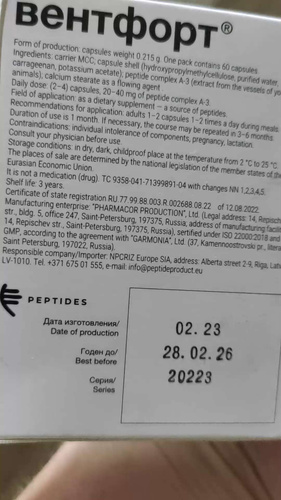 вентфорт®
Form of production: capsules weight 0.215 g. One pack contains 60 capsules.
Ingredients: carrier MCC, capsule shell (hydroxypropylmethylcellulose, purified water,
carrageenan, potassium acetate); peptide complex A-3 (extract from the vessels of yo
animals); calcium stearate as a flowing agent
Daily dose: (2–4) capsules, 20–40 mg of peptide complex A-3.
Field of application: as a dietary supplement – a source of peptides.
Recommendations for application: adults 1–2 capsules 1–2 times a day during meals.
Duration of use is 1 month. If necessary, the course may be repeated in 3–6 months.
Contraindications: individual intolerance of components, pregnancy, lactation.
Consult your physician before use.
Storage conditions: in dry, dark, childproof place at the temperature from 2 °C to 25 °C.
The places of sale are determined by the national legislation of the member states of the
Eurasian Economic Union.
It is not a medication (drug). TC 9358-041-71399891-04 with changes NN 1,2,3,4,5.
Shelf life: 3 years.
Certificate of state registration RU.77.99.88.003.R.002688.08.22 of 12.08.2022.
Manufacturing enterprise: "PHARMACOR PRODUCTION", Ltd. (Legal address: 14, Repischev
str., bldg. 5, office 247, Saint-Petersburg, 197375, Russia; address of manufacturing facilit
14, Repischev str., Saint-Petersburg, 197375, Russia), sertified under ISO 22000:2018 and
GMP, according to the agreement with "GARMONIA", Ltd. (37, Kamennoostrovski pr., litera
Saint Petersburg, 197022, Russia).
Responsible Company/Importer: NPCRIZ Europe SIA, address: Alberta street 2-9, Riga, Latv
LV-1010. Tel. +371 675 01 555, e-mail: info@peptideproduct.eu
PEPTIDES
Дата изготовления/
Date of production
02. 23
Годен до/
Best before
28. 02. 26
Серия/
Series
20223